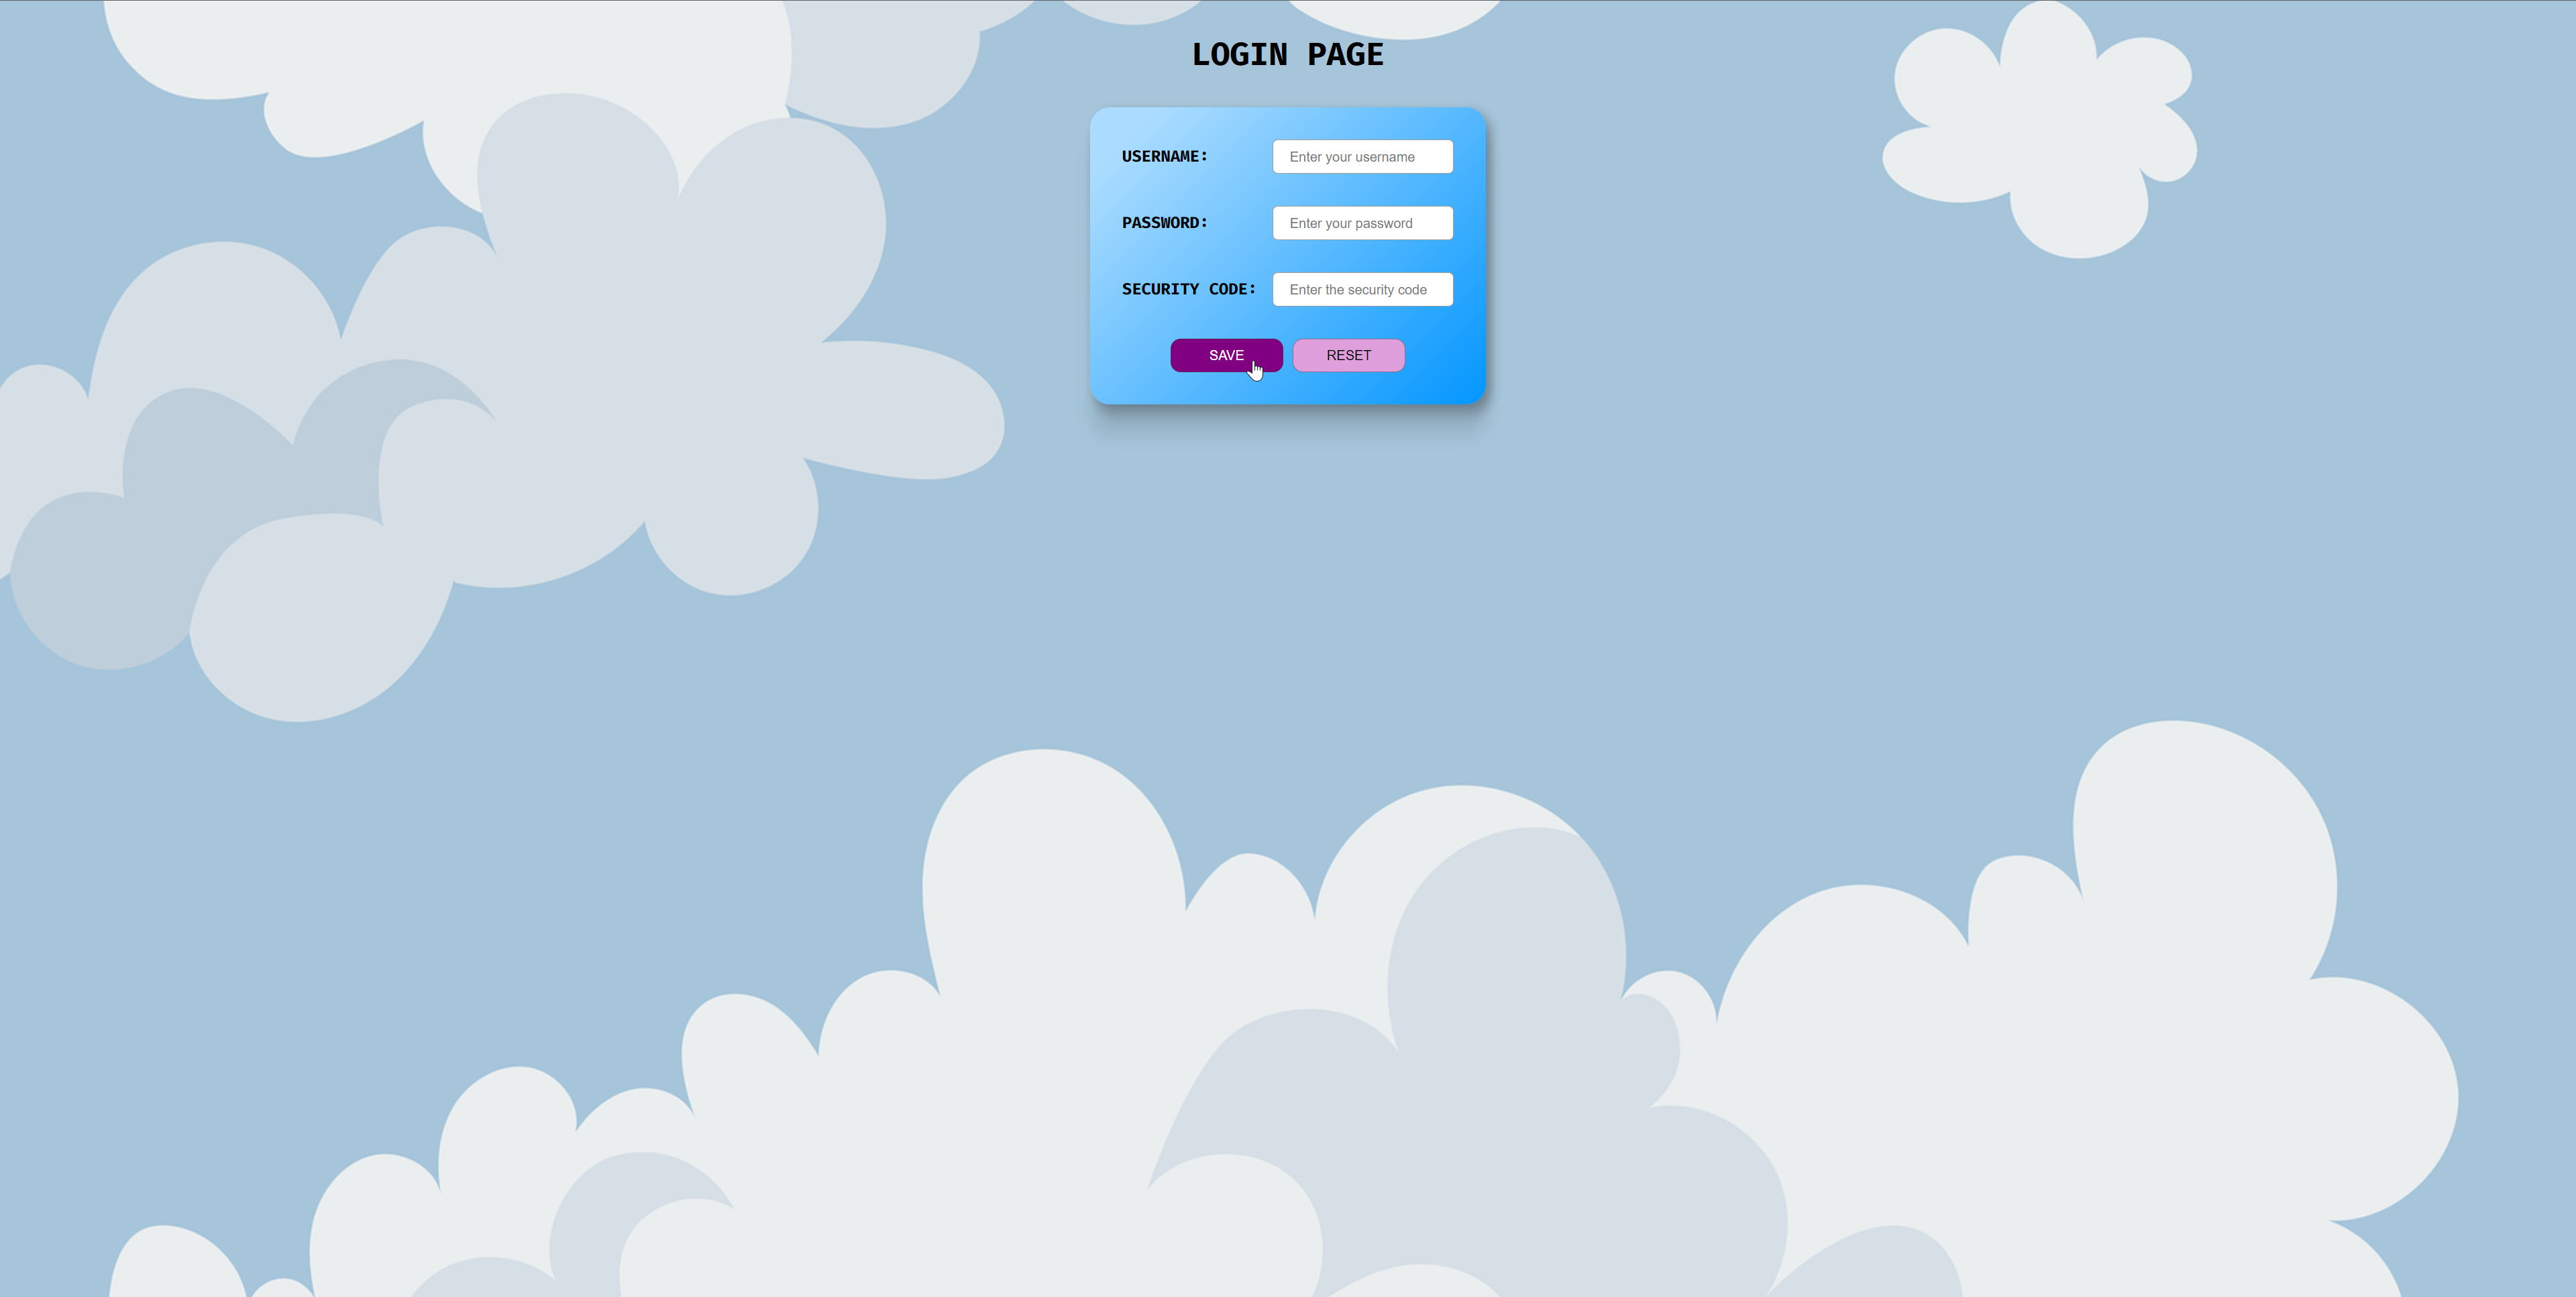 LOGIN PAGE
USERNAME: Enter your username
PASSWORD: Enter your password
SECURITY CODE: Enter the security code
SAVE RESET